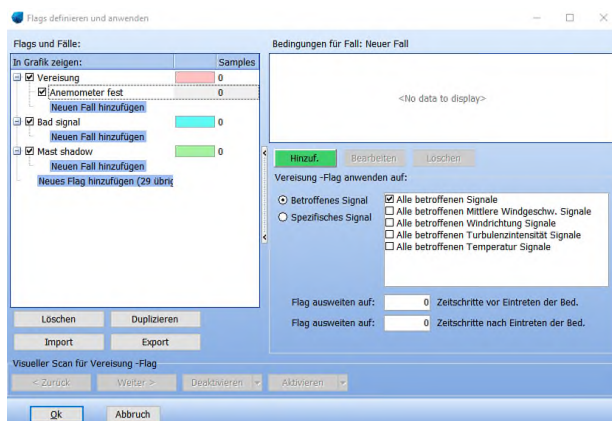 Flags definieren und anwenden
Flags und Fälle:
In Grafik zeigen:
Samples
Vereisung
0
Anemometer fest
0
Neuen Fall hinzufügen
Bad signal
0
Neuen Fall hinzufügen
Mast shadow
0
Neuen Fall hinzufügen
Neues Flag hinzufügen (29 übrig
Löschen
Duplizieren
Import
Export
Bedingungen für Fall: Neuer Fall
<No data to display>
Hinzuf.
Bearbeiten
Löschen
Vereisung -Flag anwenden auf:
Betroffenes Signal
Spezifisches Signal
Alle betroffenen Signale
Alle betroffenen Mittlere Windgeschw. Signale
Alle betroffenen Windrichtung Signale
Alle betroffenen Turbulenzintensität Signale
Alle betroffenen Temperatur Signale
Flag ausweiten auf: 0 Zeitschritte vor Eintreten der Bed.
Flag ausweiten auf: 0 Zeitschritte nach Eintreten der Bed.
Visueller Scan für Vereisung -Flag
< Zurück
Weiter >
Deaktivieren
Aktivieren
Ok
Abbruch